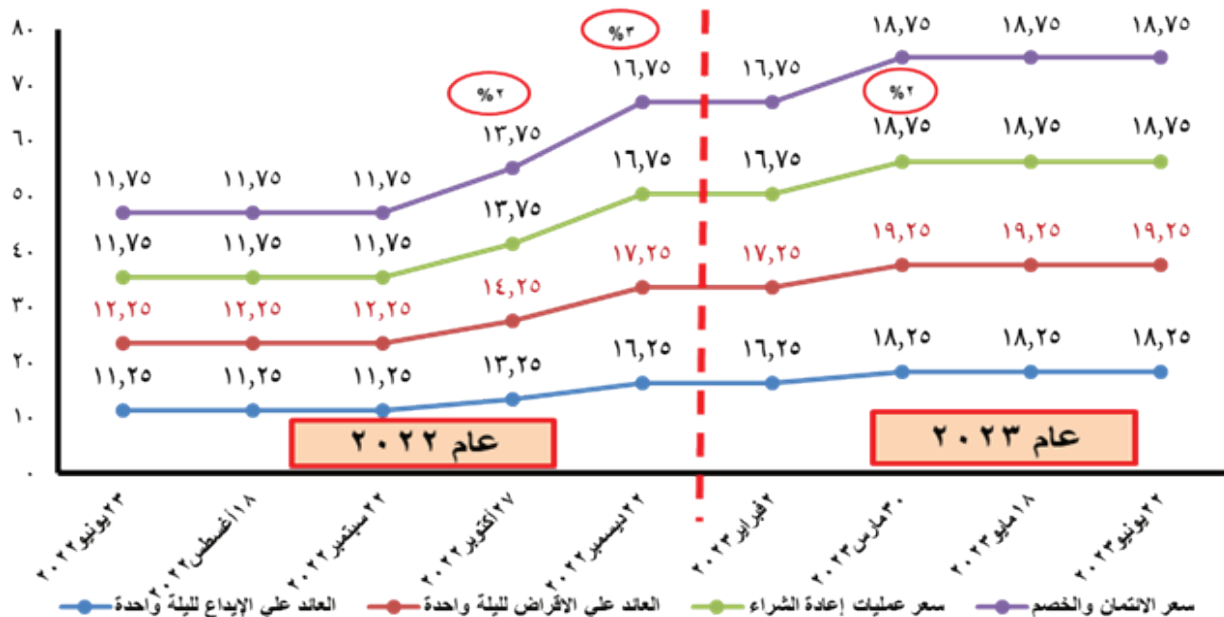 ٨٠
٧٠
٦٠
٥٠
٤٠
٣٠
٢٠
١٠
٠
١١,٧٥ ١١,٧٥ ١١,٧٥ ١٣,٧٥ ١٦,٧٥ ١٦,٧٥ ١٨,٧٥ ١٨,٧٥ ١٨,٧٥
%٢ %٣ %٢
١١,٧٥ ١١,٧٥ ١١,٧٥ ١٣,٧٥ ١٦,٧٥ ١٦,٧٥ ١٨,٧٥ ١٨,٧٥ ١٨,٧٥
١٢,٢٥ ١٢,٢٥ ١٢,٢٥ ١٤,٢٥ ١٧,٢٥ ١٧,٢٥ ١٩,٢٥ ١٩,٢٥ ١٩,٢٥
١١,٢٥ ١١,٢٥ ١١,٢٥ ١٣,٢٥ ١٦,٢٥ ١٦,٢٥ ١٨,٢٥ ١٨,٢٥ ١٨,٢٥
عام ٢٠٢٢
عام ٢٠٢٣
٢٣يونيو٢٠٢٢
١٨أغسطس٢٠٢٢
٢٢سبتمبر٢٠٢٢
٢٧أكتوبر٢٠٢٢
٢٢ديسمبر٢٠٢٢
٢فبراير٢٠٢٣
٣٠مارس٢٠٢٣
١٨مايو٢٠٢٣
٢٢يونيو٢٠٢٣
العائد علي الإيداع لليلة واحدة
العائد علي الاقراض لليلة واحدة
سعر عمليات إعادة الشراء
سعر الائتمان والخصم